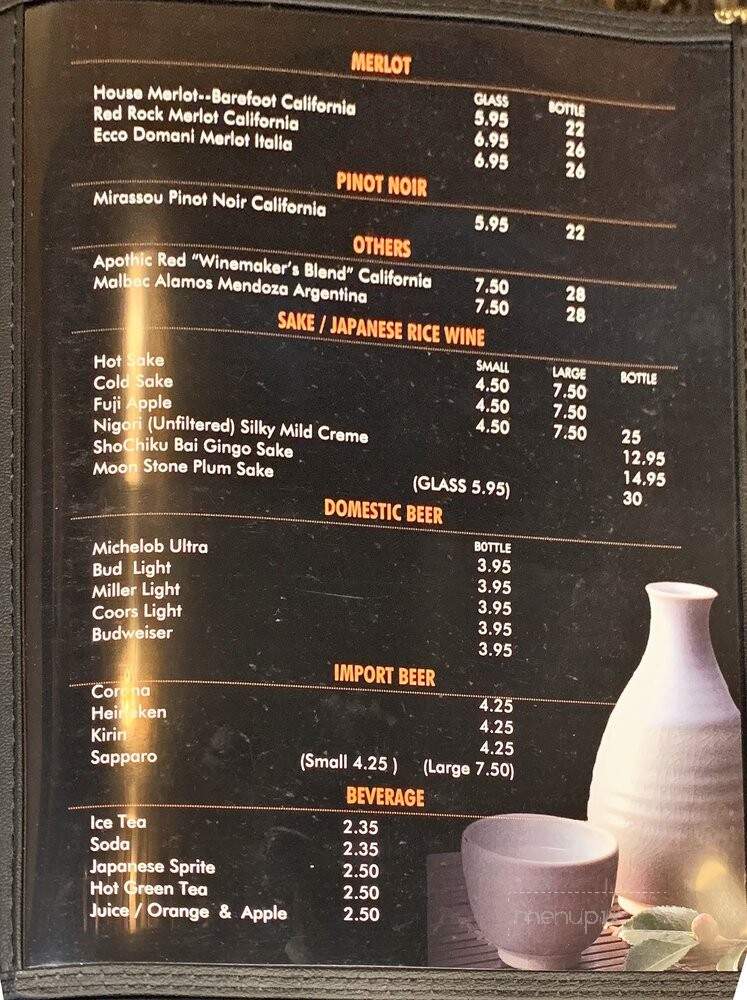 MERLOT
GLASS BOTTLE
House Merlot--Barefoot California 5.95 22
Red Rock Merlot California 6.95 26
Ecco Domani Merlot Italia 6.95 26
PINOT NOIR
Mirassou Pinot Noir California 5.95 22
OTHERS
Apothic Red "Winemaker's Blend" California 7.50 28
Malbec Alamos Mendoza Argentina 7.50 28
SAKE / JAPANESE RICE WINE
SMALL LARGE BOTTLE
Hot Sake 4.50 7.50
Cold Sake 4.50 7.50
Fuji Apple 4.50 7.50
Nigori (Unfiltered) Silky Mild Creme 25
ShoChiku Bai Gingo Sake 12.95
Moon Stone Plum Sake (GLASS 5.95) 14.95
30
DOMESTIC BEER
BOTTLE
Michelob Ultra 3.95
Bud Light 3.95
Miller Light 3.95
Coors Light 3.95
Budweiser 3.95
IMPORT BEER
Corona 4.25
Heineken 4.25
Kirin 4.25
Sapparo (Small 4.25 ) (Large 7.50)
BEVERAGE
Ice Tea 2.35
Soda 2.35
Japanese Sprite 2.50
Hot Green Tea 2.50
Juice / Orange & Apple 2.50